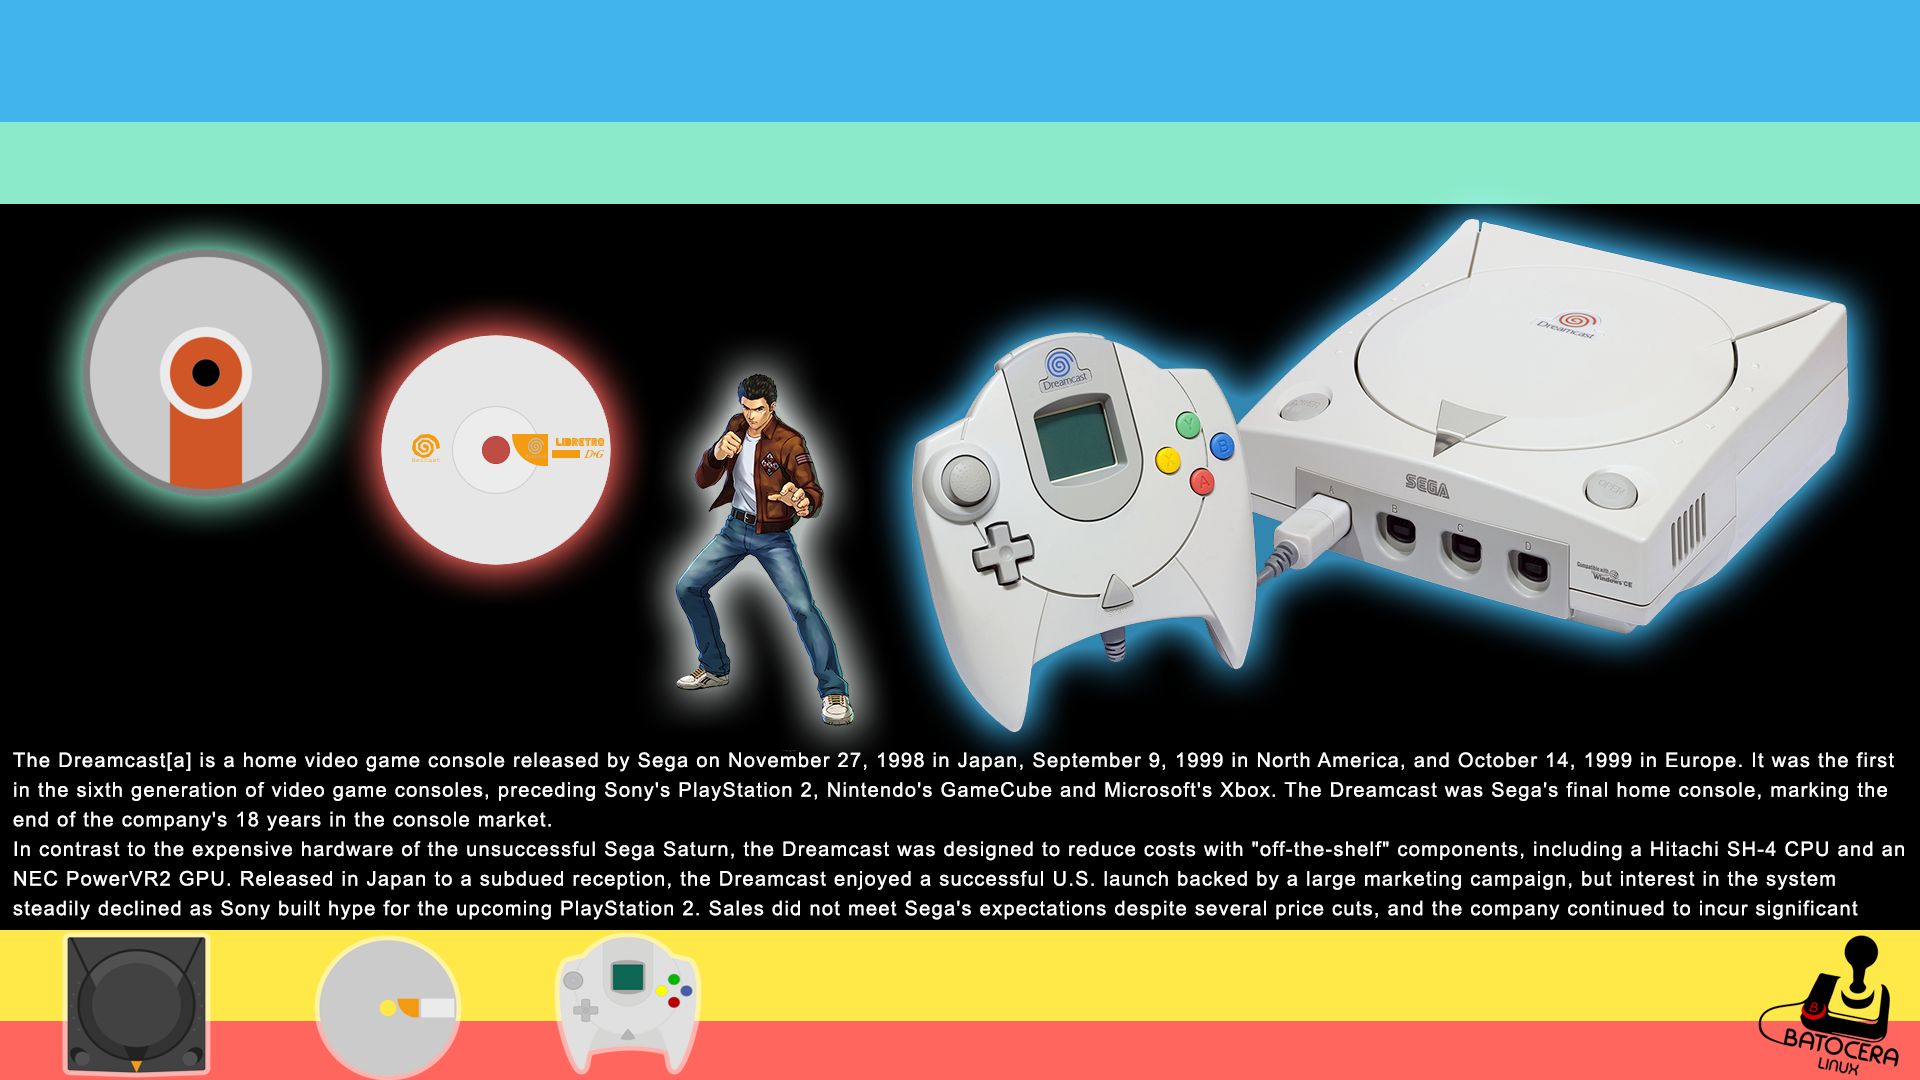 Dreamcast
Dreamcast
LIBRETRO
D•G
Y
B
X
A
POWER
OPEN
SEGA
A
B
C
D
Compatible with
Windows CE
The Dreamcast[a] is a home video game console released by Sega on November 27, 1998 in Japan, September 9, 1999 in North America, and October 14, 1999 in Europe. It was the first
in the sixth generation of video game consoles, preceding Sony's PlayStation 2, Nintendo's GameCube and Microsoft's Xbox. The Dreamcast was Sega's final home console, marking the
end of the company's 18 years in the console market.
In contrast to the expensive hardware of the unsuccessful Sega Saturn, the Dreamcast was designed to reduce costs with "off-the-shelf" components, including a Hitachi SH-4 CPU and an
NEC PowerVR2 GPU. Released in Japan to a subdued reception, the Dreamcast enjoyed a successful U.S. launch backed by a large marketing campaign, but interest in the system
steadily declined as Sony built hype for the upcoming PlayStation 2. Sales did not meet Sega's expectations despite several price cuts, and the company continued to incur significant
B
BATOCERA
LINUX